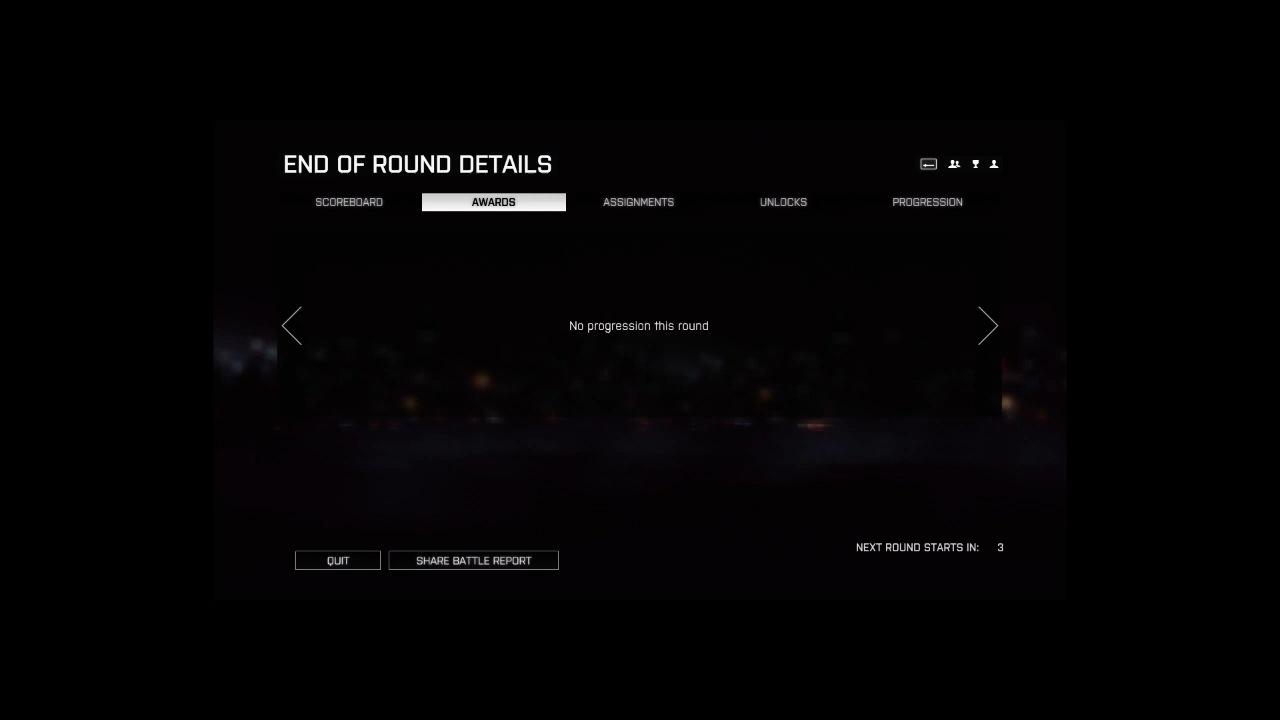 END OF ROUND DETAILS
SCOREBOARD AWARDS ASSIGNMENTS UNLOCKS PROGRESSION
No progression this round
NEXT ROUND STARTS IN: 3
QUIT SHARE BATTLE REPORT